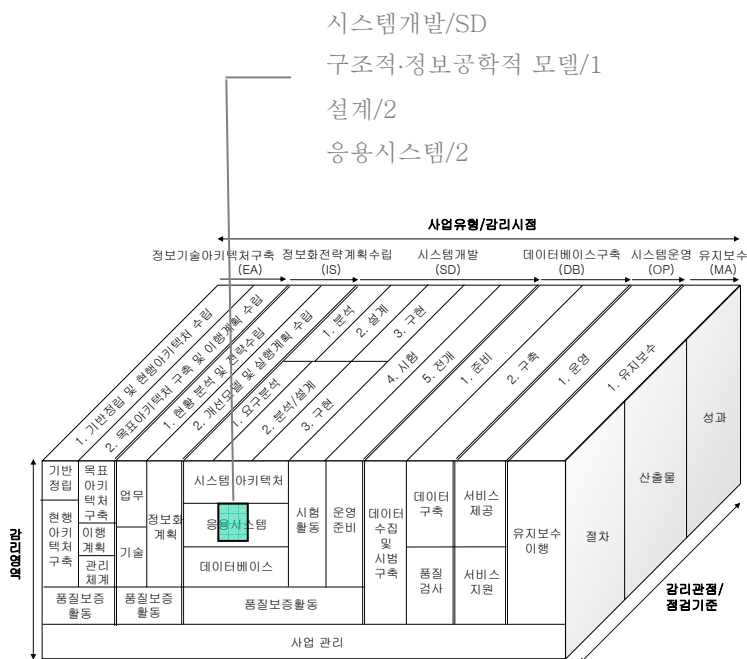 시스템개발/SD
구조적·정보공학적 모델/1
설계/2
응용시스템/2
사업유형/감리시점
정보기술아키텍처구축
(EA)
정보화전략계획수립
(IS)
시스템개발
(SD)
데이터베이스구축
(DB)
시스템운영
(OP)
유지보수
(MA)
1. 기반정립 및 현행아키텍처 수립
2. 목표아키텍처 구축 및 이행계획 수립
1. 현황 분석 및 전략수립
2. 개선모델 및 실행계획 수립
1. 분석
2. 설계
3. 구현
1. 요구분석
2. 분석/설계
3. 구현
4. 시험
5. 전개
1. 준비
2. 구축
1. 운영
1. 유지보수
감리영역
기반
정립
현행
아키
텍처
구축
목표
아키
텍처
구축
이행
계획
관리
체계
품질보증
활동
업무
기술
정보화
계획
품질보증
활동
시스템 아키텍처
응용시스템
데이터베이스
시험
활동
운영
준비
품질보증활동
데이터
수집
및
시범
구축
데이터
구축
품질
검사
서비스
제공
서비스
지원
유지보수
이행
사업 관리
절차
산출물
성과
감리관점/
점검기준